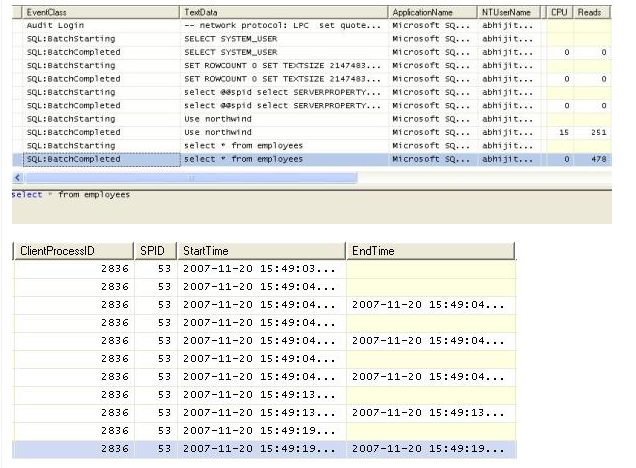 EventClass TextData ApplicationName NTUserName CPU Reads
Audit Login -- network protocol: LPC set quote... Microsoft SQ... abhijit...
SQL:BatchStarting SELECT SYSTEM_USER Microsoft SQ... abhijit...
SQL:BatchCompleted SELECT SYSTEM_USER Microsoft SQ... abhijit... 0 0
SQL:BatchStarting SET ROWCOUNT 0 SET TEXTSIZE 2147483... Microsoft SQ... abhijit...
SQL:BatchCompleted SET ROWCOUNT 0 SET TEXTSIZE 2147483... Microsoft SQ... abhijit... 0 0
SQL:BatchStarting select @@spid select SERVERPROPERTY... Microsoft SQ... abhijit...
SQL:BatchCompleted select @@spid select SERVERPROPERTY... Microsoft SQ... abhijit... 0 0
SQL:BatchStarting Use northwind Microsoft SQ... abhijit...
SQL:BatchCompleted Use northwind Microsoft SQ... abhijit... 15 251
SQL:BatchStarting select * from employees Microsoft SQ... abhijit...
SQL:BatchCompleted select * from employees Microsoft SQ... abhijit... 0 478
select * from employees
ClientProcessID SPID StartTime EndTime
2836 53 2007-11-20 15:49:03...
2836 53 2007-11-20 15:49:04...
2836 53 2007-11-20 15:49:04... 2007-11-20 15:49:04...
2836 53 2007-11-20 15:49:04...
2836 53 2007-11-20 15:49:04... 2007-11-20 15:49:04...
2836 53 2007-11-20 15:49:04...
2836 53 2007-11-20 15:49:04... 2007-11-20 15:49:04...
2836 53 2007-11-20 15:49:13...
2836 53 2007-11-20 15:49:13... 2007-11-20 15:49:13...
2836 53 2007-11-20 15:49:19...
2836 53 2007-11-20 15:49:19... 2007-11-20 15:49:19...